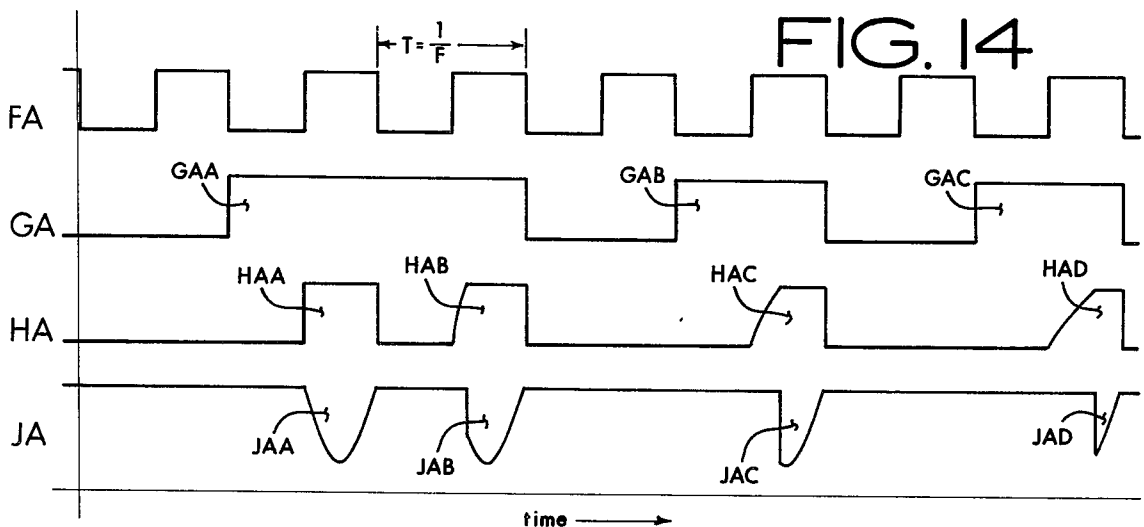 FIG. 14
T = 1/F
FA
GAA
GAB
GAC
GA
HAA
HAB
HAC
HAD
HA
JA
JAA
JAB
JAC
JAD
time